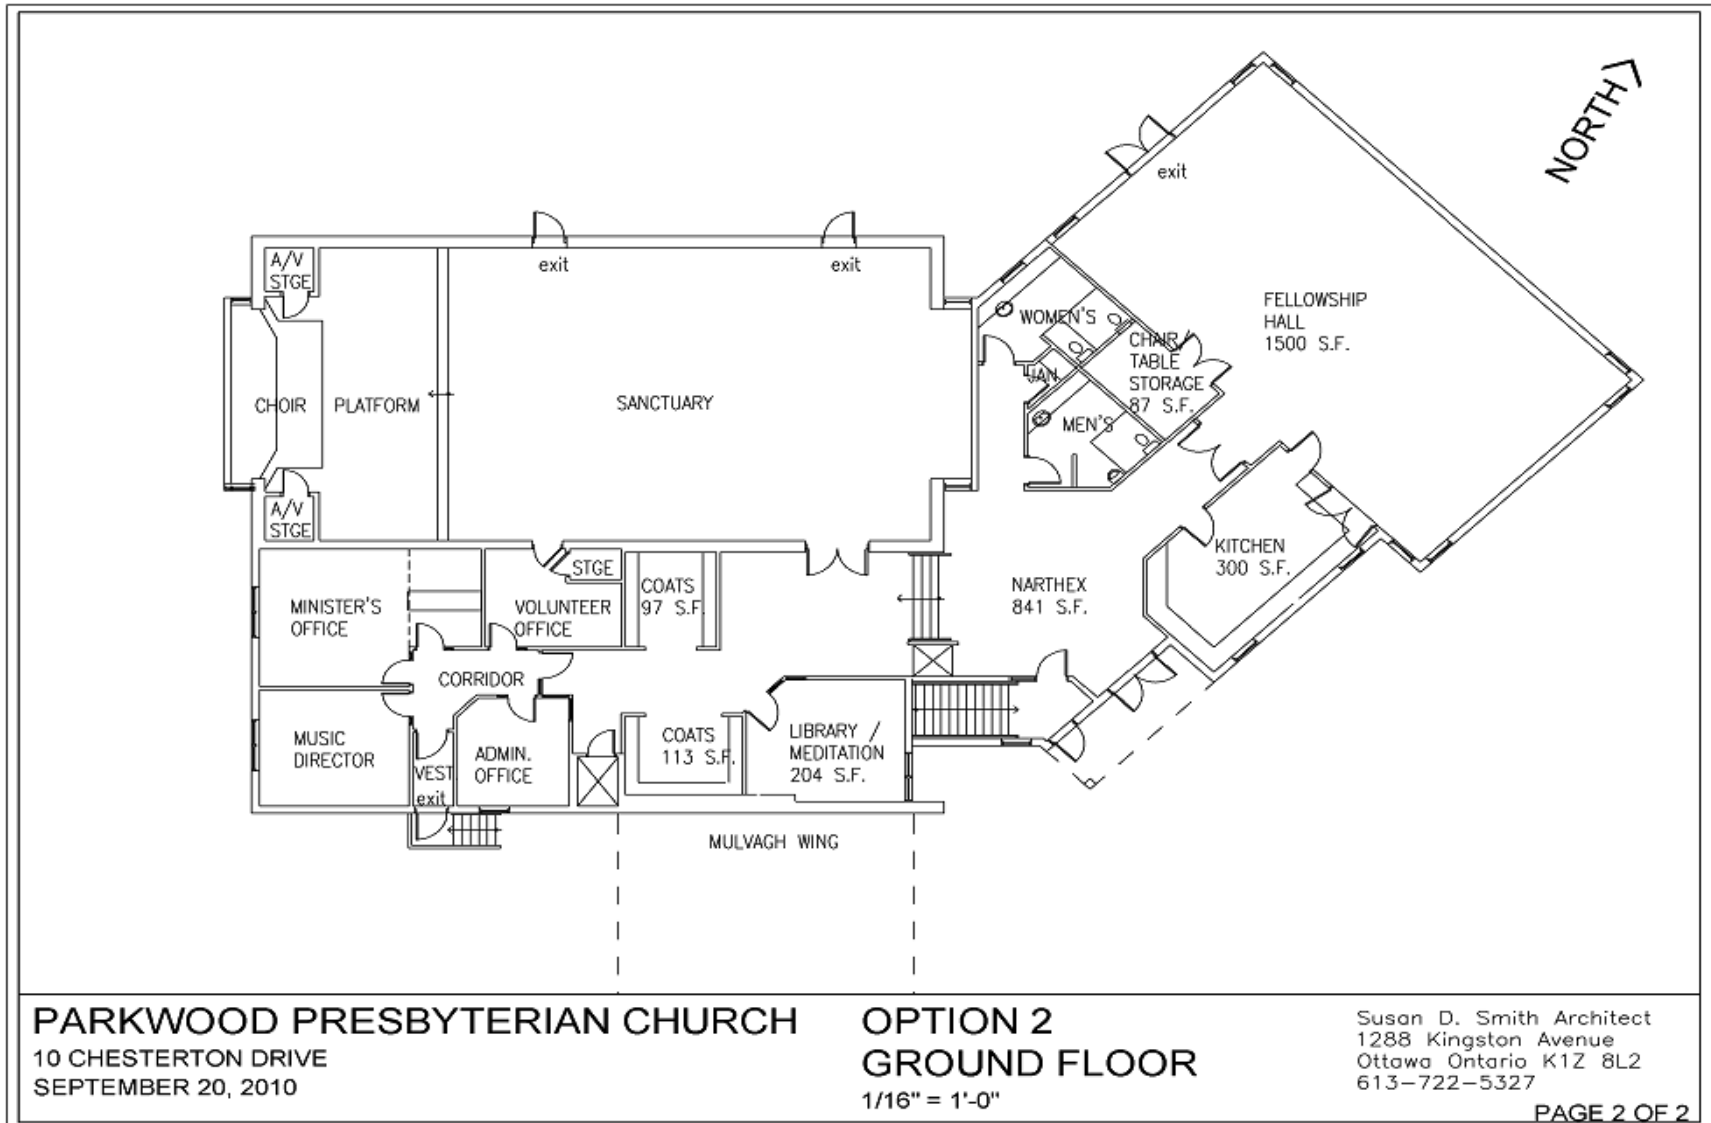 NORTH
exit
A/V
STGE
exit
exit
WOMEN'S
FELLOWSHIP
HALL
1500 S.F.
CHAIR/
TABLE
STORAGE
87 S.F.
JAN
CHOIR
PLATFORM
SANCTUARY
MEN'S
A/V
STGE
KITCHEN
300 S.F.
STGE
COATS
97 S.F.
NARTHEX
841 S.F.
MINISTER'S
OFFICE
VOLUNTEER
OFFICE
CORRIDOR
MUSIC
DIRECTOR
VEST
exit
ADMIN.
OFFICE
COATS
113 S.F.
LIBRARY /
MEDITATION
204 S.F.
MULVAGH WING
PARKWOOD PRESBYTERIAN CHURCH
10 CHESTERTON DRIVE
SEPTEMBER 20, 2010
OPTION 2
GROUND FLOOR
1/16" = 1'-0"
Susan D. Smith Architect
1288 Kingston Avenue
Ottawa Ontario K1Z 8L2
613-722-5327
PAGE 2 OF 2